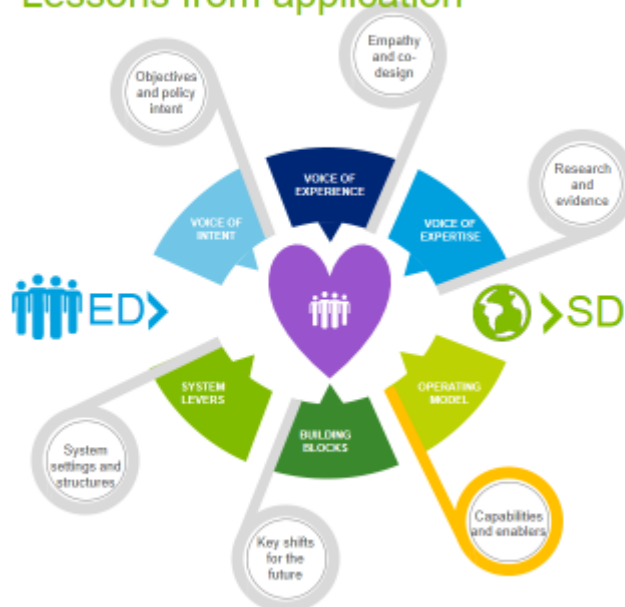 Lessons from application
Empathy
and co-
design
Objectives
and policy
intent
VOICE OF
EXPERIENCE
Research
and
evidence
VOICE OF
INTENT
VOICE OF
EXPERTISE
ED>
>SD
SYSTEM
LEVERS
OPERATING
MODEL
BUILDING
BLOCKS
System
settings and
structures
Capabilities
and enablers
Key shifts
for the
future